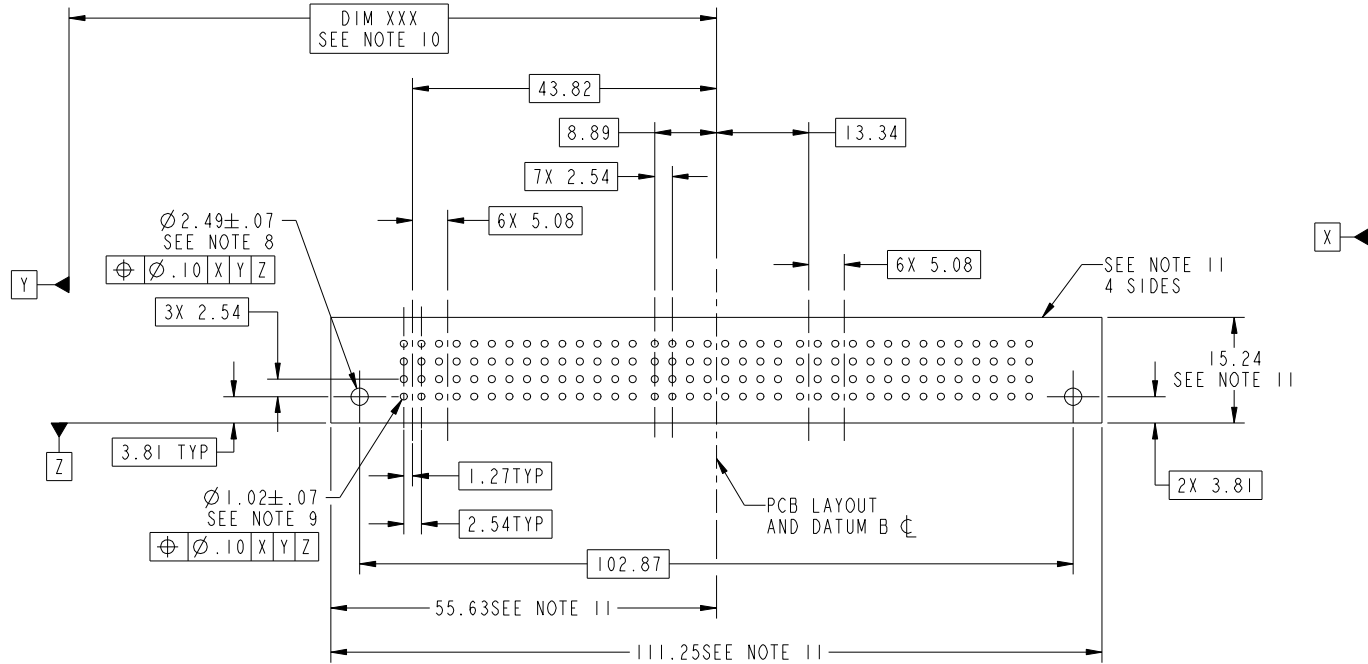 DIM XXX
SEE NOTE 10
43.82
8.89
13.34
7X 2.54
6X 5.08
Ø2.49±.07
SEE NOTE 8
⌖ Ø.10 X Y Z
X
Y
6X 5.08
SEE NOTE 11
4 SIDES
3X 2.54
15.24
SEE NOTE 11
3.81 TYP
Z
1.27TYP
2X 3.81
Ø1.02±.07
SEE NOTE 9
⌖ Ø.10 X Y Z
2.54TYP
PCB LAYOUT
AND DATUM B ℄
102.87
55.63SEE NOTE 11
111.25SEE NOTE 11